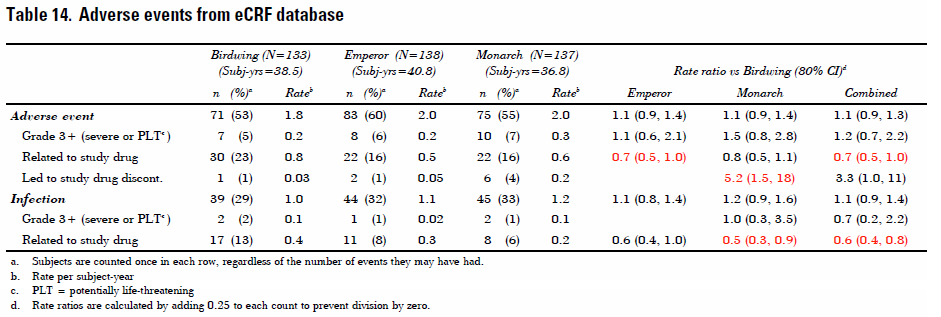 Table 14. Adverse events from eCRF database
Birdwing (N=133) Emperor (N=138) Monarch (N=137)
(Subj-yrs=38.5) (Subj-yrs=40.8) (Subj-yrs=36.8) Rate ratio vs Birdwing (80% CI)d
n (%)a Rateb n (%)a Rateb n (%)a Rateb Emperor Monarch Combined
Adverse event 71 (53) 1.8 83 (60) 2.0 75 (55) 2.0 1.1 (0.9, 1.4) 1.1 (0.9, 1.4) 1.1 (0.9, 1.3)
Grade 3+ (severe or PLTc) 7 (5) 0.2 8 (6) 0.2 10 (7) 0.3 1.1 (0.6, 2.1) 1.5 (0.8, 2.8) 1.2 (0.7, 2.2)
Related to study drug 30 (23) 0.8 22 (16) 0.5 22 (16) 0.6 0.7 (0.5, 1.0) 0.8 (0.5, 1.1) 0.7 (0.5, 1.0)
Led to study drug discont. 1 (1) 0.03 2 (1) 0.05 6 (4) 0.2 5.2 (1.5, 18) 3.3 (1.0, 11)
Infection 39 (29) 1.0 44 (32) 1.1 45 (33) 1.2 1.1 (0.8, 1.4) 1.2 (0.9, 1.6) 1.1 (0.9, 1.4)
Grade 3+ (severe or PLTc) 2 (2) 0.1 1 (1) 0.02 2 (1) 0.1 1.0 (0.3, 3.5) 0.7 (0.2, 2.2)
Related to study drug 17 (13) 0.4 11 (8) 0.3 8 (6) 0.2 0.6 (0.4, 1.0) 0.5 (0.3, 0.9) 0.6 (0.4, 0.8)
a. Subjects are counted once in each row, regardless of the number of events they may have had.
b. Rate per subject-year
c. PLT = potentially life-threatening
d. Rate ratios are calculated by adding 0.25 to each count to prevent division by zero.